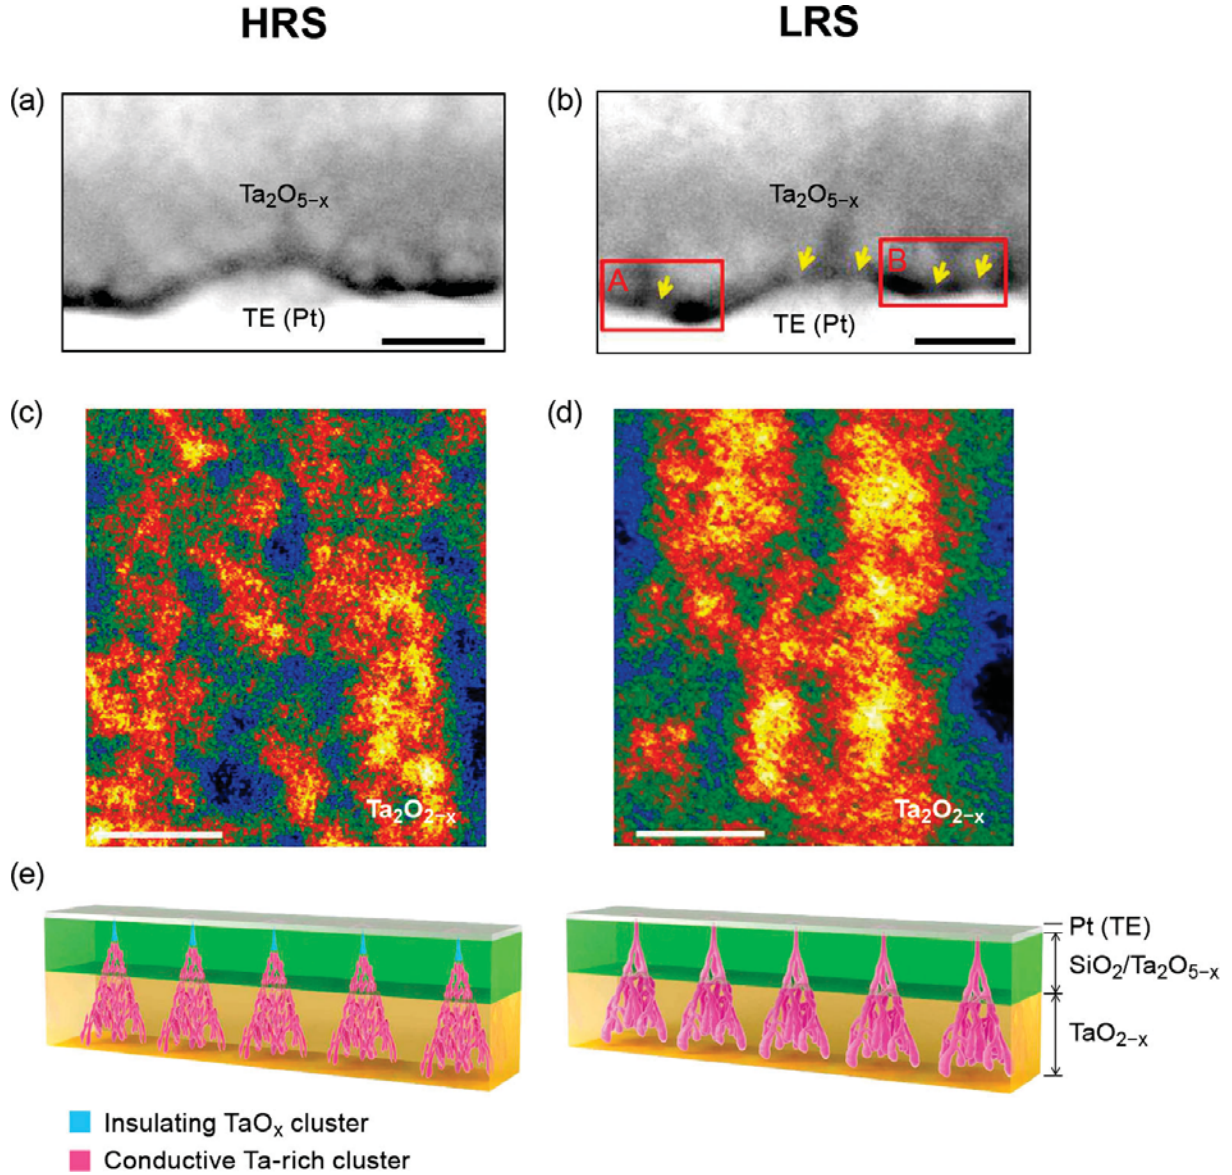 HRS
LRS
(a)
(b)
Ta₂O₅₋ₓ
TE (Pt)
Ta₂O₅₋ₓ
A
B
TE (Pt)
(c)
(d)
Ta₂O₂₋ₓ
Ta₂O₂₋ₓ
(e)
Pt (TE)
SiO₂/Ta₂O₅₋ₓ
TaO₂₋ₓ
Insulating TaOₓ cluster
Conductive Ta-rich cluster